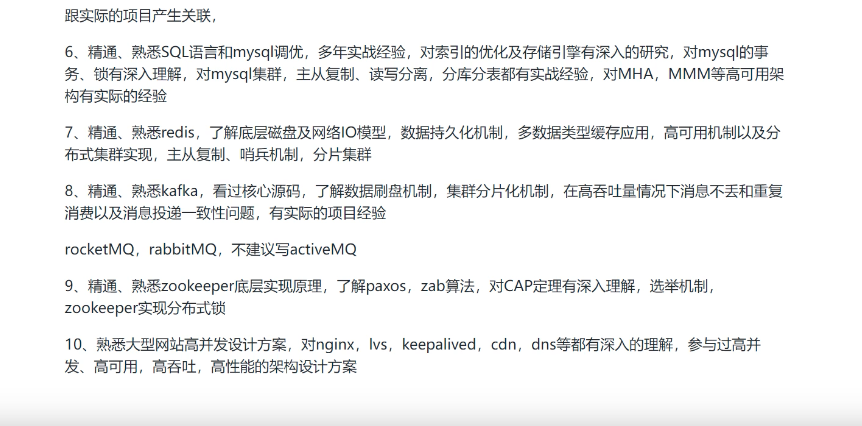 跟实际的项目产生关联，
6、精通、熟悉SQL语言和mysql调优，多年实战经验，对索引的优化及存储引擎有深入的研究，对mysql的事
务、锁有深入理解，对mysql集群，主从复制、读写分离，分库分表都有实战经验，对MHA，MMM等高可用架
构有实际的经验
7、精通、熟悉redis，了解底层磁盘及网络IO模型，数据持久化机制，多数据类型缓存应用，高可用机制以及分
布式集群实现，主从复制、哨兵机制，分片集群
8、精通、熟悉kafka，看过核心源码，了解数据刷盘机制，集群分片化机制，在高吞吐量情况下消息不丢和重复
消费以及消息投递一致性问题，有实际的项目经验
rocketMQ，rabbitMQ，不建议写activeMQ
9、精通、熟悉zookeeper底层实现原理，了解paxos，zab算法，对CAP定理有深入理解，选举机制，
zookeeper实现分布式锁
10、熟悉大型网站高并发设计方案，对nginx，lvs，keepalived，cdn，dns等都有深入的理解，参与过高并
发、高可用，高吞吐，高性能的架构设计方案